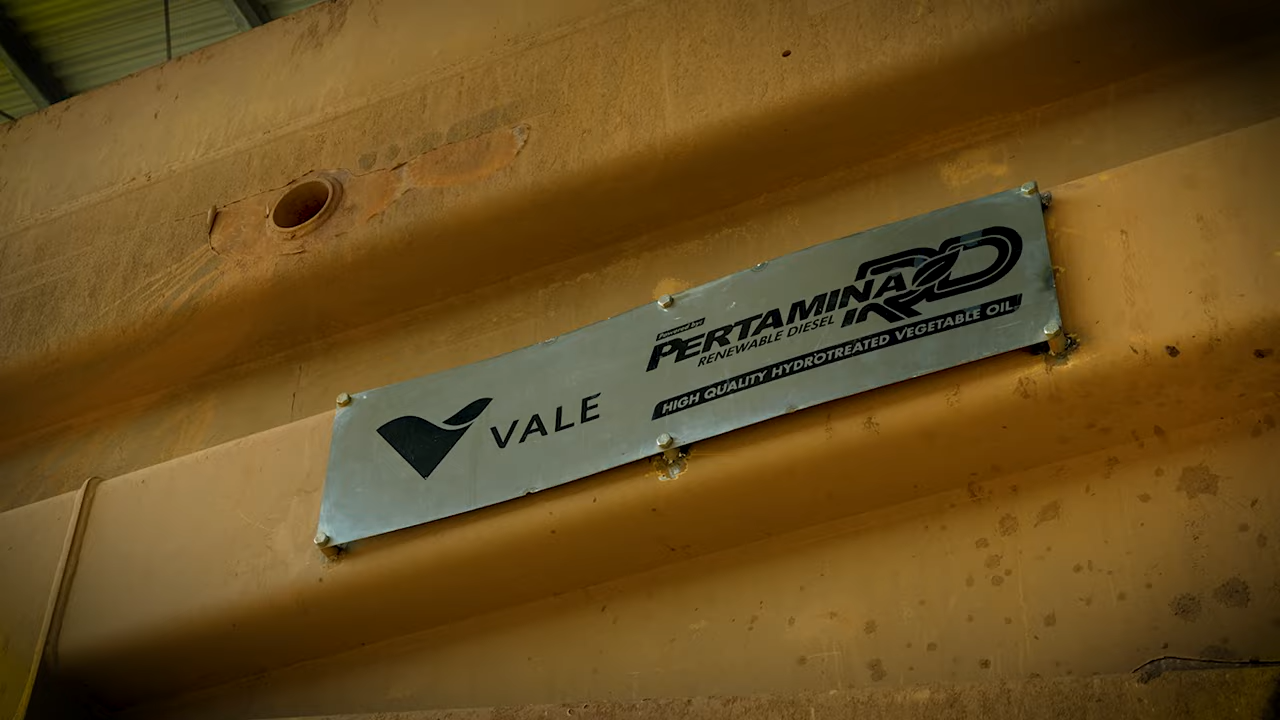 VALE
Powered by:
PERTAMINA RD
RENEWABLE DIESEL
HIGH QUALITY HYDROTREATED VEGETABLE OIL